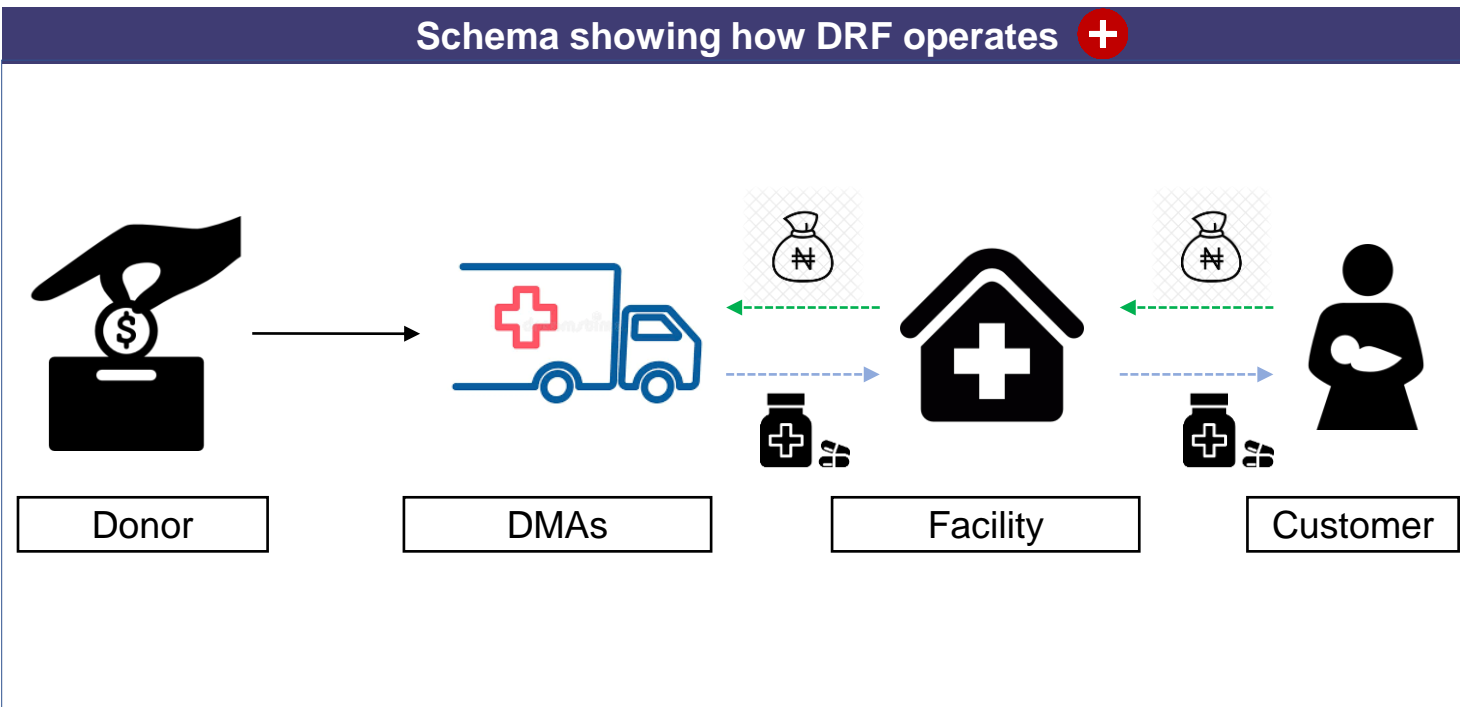 Schema showing how DRF operates
₦
₦
$
Donor
DMAs
Facility
Customer